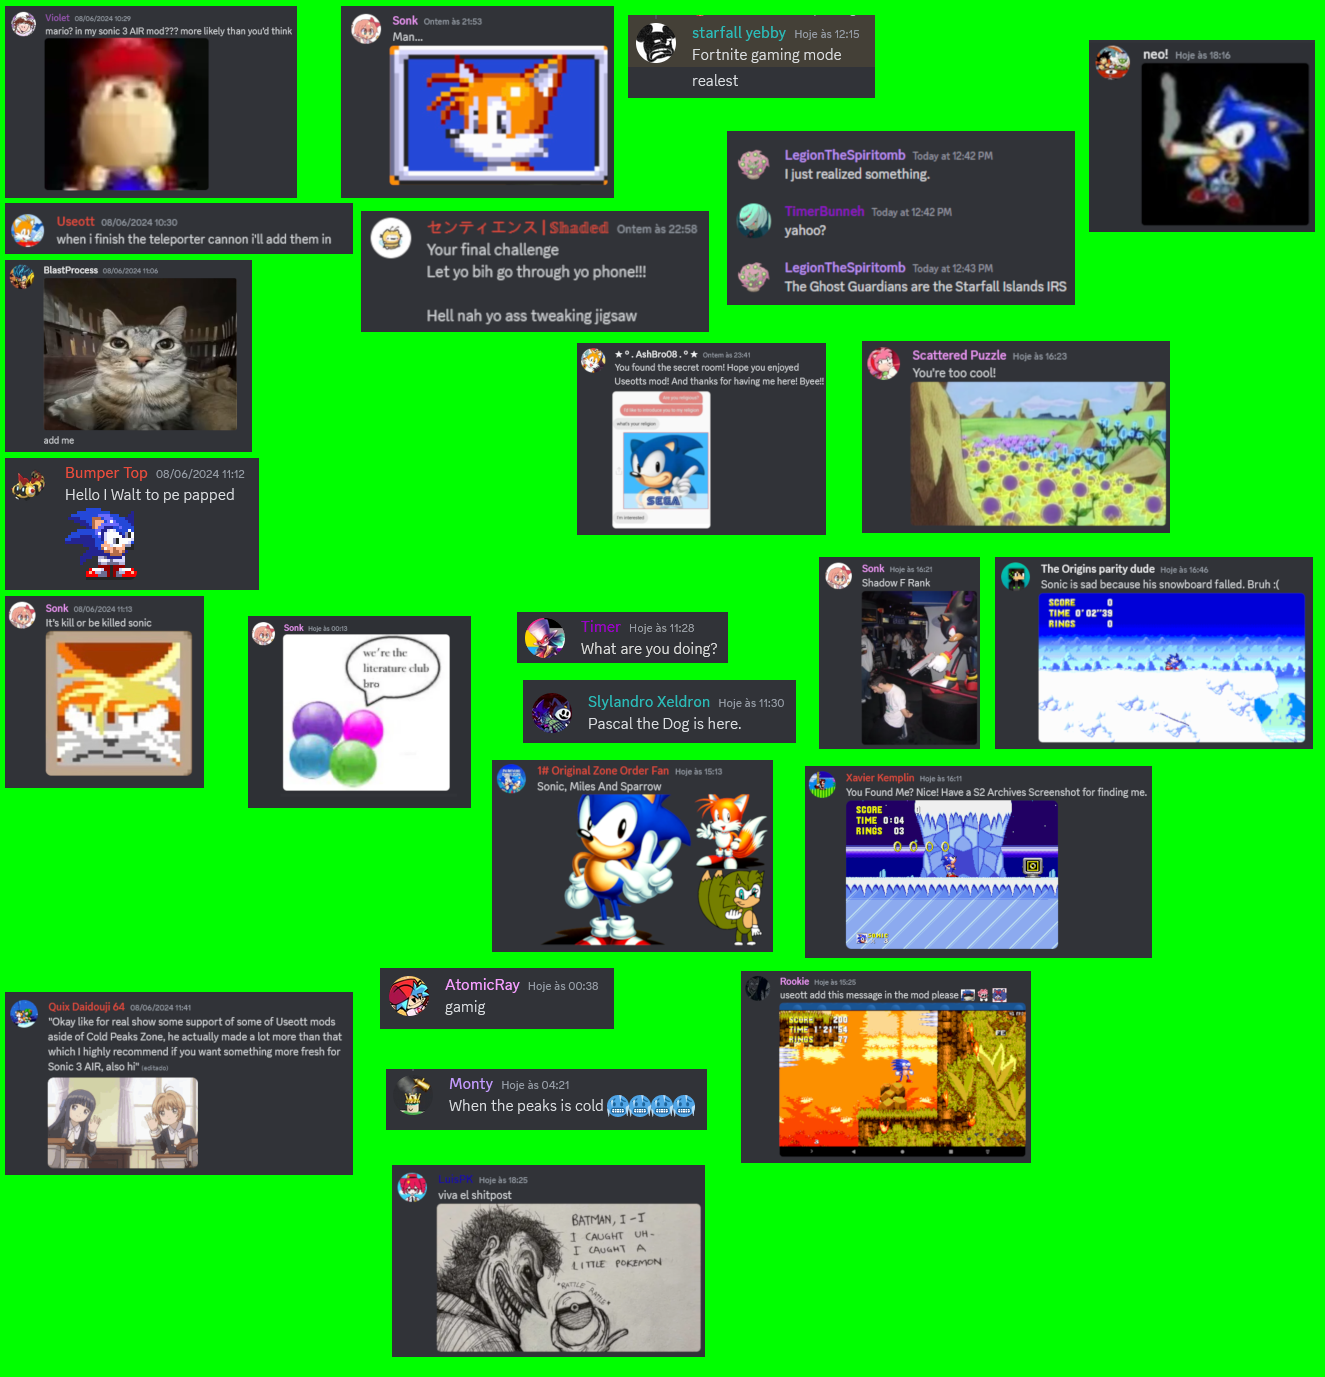 Violet 08/06/2024 10:29
mario? in my sonic 3 AIR mod??? more likely than you'd think
Useott 08/06/2024 10:30
when i finish the teleporter cannon i'll add them in
BlastProcess 08/06/2024 11:06
add me
Bumper Top 08/06/2024 11:12
Hello I Walt to pe papped
Sonk 08/06/2024 11:13
It's kill or be killed sonic
Sonk Ontem às 21:53
Man...
センティエンス | Shaded Ontem às 22:58
Your final challenge
Let yo bih go through yo phone!!!
Hell nah yo ass tweaking jigsaw
starfall yebby Hoje às 12:15
Fortnite gaming mode
realest
LegionTheSpiritomb Today at 12:42 PM
I just realized something.
TimerBunneh Today at 12:42 PM
yahoo?
LegionTheSpiritomb Today at 12:43 PM
The Ghost Guardians are the Starfall Islands IRS
neo! Hoje às 18:16
★ º . AshBro08 . º ★ Ontem às 23:41
You found the secret room! Hope you enjoyed
Useotts mod! And thanks for having me here! Byee!!
Are you religious?
I'd like to introduce you to my religion
what's your religion
SEGA
I'm interested
Scattered Puzzle Hoje às 16:23
You're too cool!
Sonk Hoje às 00:13
we're the
literature club
bro
Timer Hoje às 11:28
What are you doing?
Slylandro Xeldron Hoje às 11:30
Pascal the Dog is here.
Sonk Hoje às 16:21
Shadow F Rank
The Origins parity dude Hoje às 16:46
Sonic is sad because his snowboard falled. Bruh :(
SCORE 0
TIME 0'02"39
RINGS 0
1# Original Zone Order Fan Hoje às 15:13
Sonic, Miles And Sparrow
Xavier Kemplin Hoje às 16:11
You Found Me? Nice! Have a S2 Archives Screenshot for finding me.
SCORE
TIME 0:04
RINGS 03
SONIC
Quix Daidouji 64 08/06/2024 11:41
"Okay like for real show some support of some of Useott mods
aside of Cold Peaks Zone, he actually made a lot more than that
which I highly recommend if you want something more fresh for
Sonic 3 AIR, also hi" (editado)
AtomicRay Hoje às 00:38
gamig
Monty Hoje às 04:21
When the peaks is cold 🥶🥶🥶🥶
Rookie Hoje às 15:25
useott add this message in the mod please
SCORE 200
TIME 1'21"54
RINGS 27
LuisPK Hoje às 18:25
viva el shitpost
BATMAN, I-I
I CAUGHT UH-
I CAUGHT A
LITTLE POKEMON
*RATTLE RATTLE*